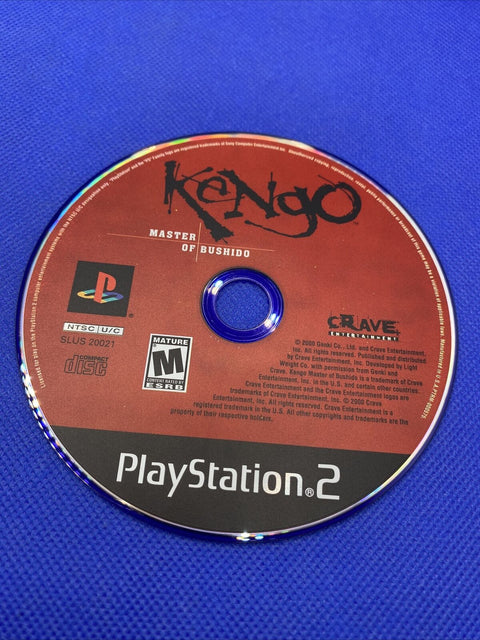 KeNgo
MASTER
OF BUSHIDO
NTSC U/C
SLUS 20021
COMPACT
disc
MATURE
M
CONTENT RATED BY
ESRB
CRAVE
ENTERTAINMENT
© 2000 Genki Co., Ltd. and Crave Entertainment,
Inc. All rights reserved. Published and distributed
by Crave Entertainment, Inc. Developed by Light
Weight Co. with permission from Genki and
Crave. Kengo Master of Bushido is a trademark of Crave
Entertainment, Inc. in the U.S. and certain other countries.
Crave Entertainment and the Crave Entertainment logos are
trademarks of Crave Entertainment, Inc. © 2000 Crave
Entertainment, Inc. All rights reserved. Crave Entertainment is a
registered trademark in the U.S. All other copyrights and trademarks are the
property of their respective holders.
PlayStation®2